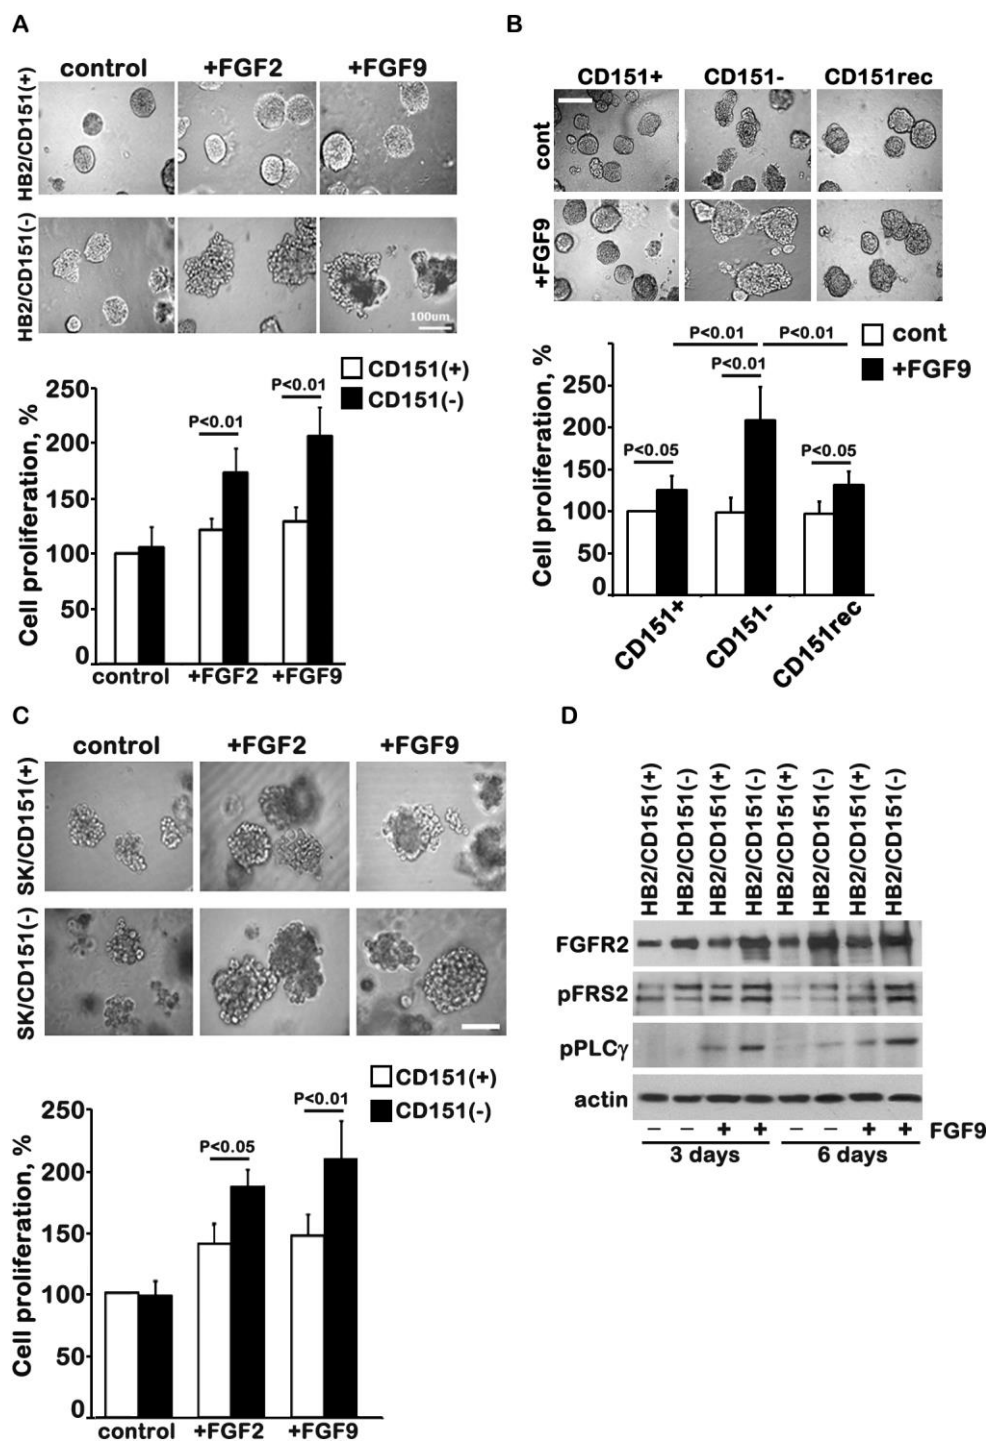 A
control +FGF2 +FGF9
HB2/CD151(+)
HB2/CD151(-)
100um
CD151(+)
CD151(-)
P<0.01
P<0.01
Cell proliferation, %
250
200
150
100
50
0
control +FGF2 +FGF9
B
CD151+ CD151- CD151rec
cont
+FGF9
cont
+FGF9
P<0.01 P<0.01
P<0.01
P<0.05 P<0.05
Cell proliferation, %
250
200
150
100
50
0
CD151+ CD151- CD151rec
C
control +FGF2 +FGF9
SK/CD151(+)
SK/CD151(-)
CD151(+)
CD151(-)
P<0.01
P<0.05
Cell proliferation, %
250
200
150
100
50
0
control +FGF2 +FGF9
D
HB2/CD151(+) HB2/CD151(-) HB2/CD151(+) HB2/CD151(-) HB2/CD151(+) HB2/CD151(-) HB2/CD151(+) HB2/CD151(-)
FGFR2
pFRS2
pPLCγ
actin
– – + + – – + + FGF9
3 days 6 days